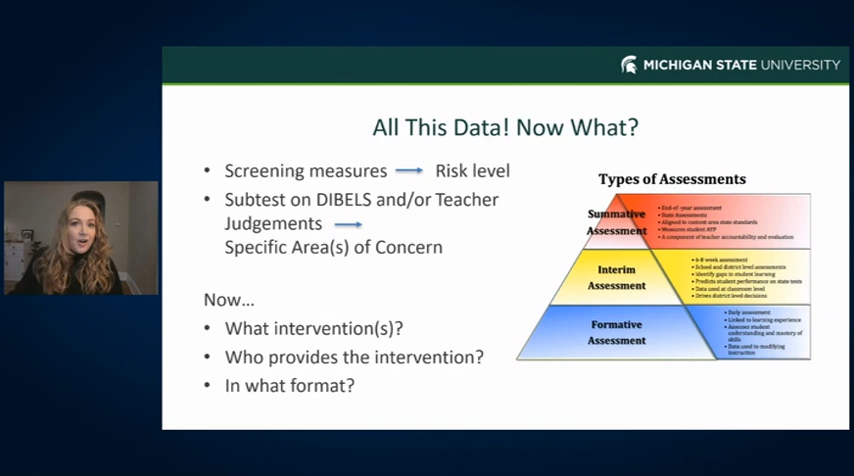 MICHIGAN STATE UNIVERSITY
All This Data! Now What?
• Screening measures → Risk level
• Subtest on DIBELS and/or Teacher
Judgements →
Specific Area(s) of Concern
Now...
• What intervention(s)?
• Who provides the intervention?
• In what format?
Types of Assessments
Summative
Assessment
• End-of-year assessment
• State Assessments
• Aligned to content area state standards
• Measures student AYP
• A component of teacher accountability and evaluation
Interim
Assessment
• 6-8 week assessment
• School and district level assessments
• Identify gaps in student learning
• Predicts student performance on state tests
• Data used at classroom level
• Drives district level decisions
Formative
Assessment
• Daily assessment
• Linked to learning experience
• Assesses student
understanding and mastery of
skills
• Data used to modifying
instruction